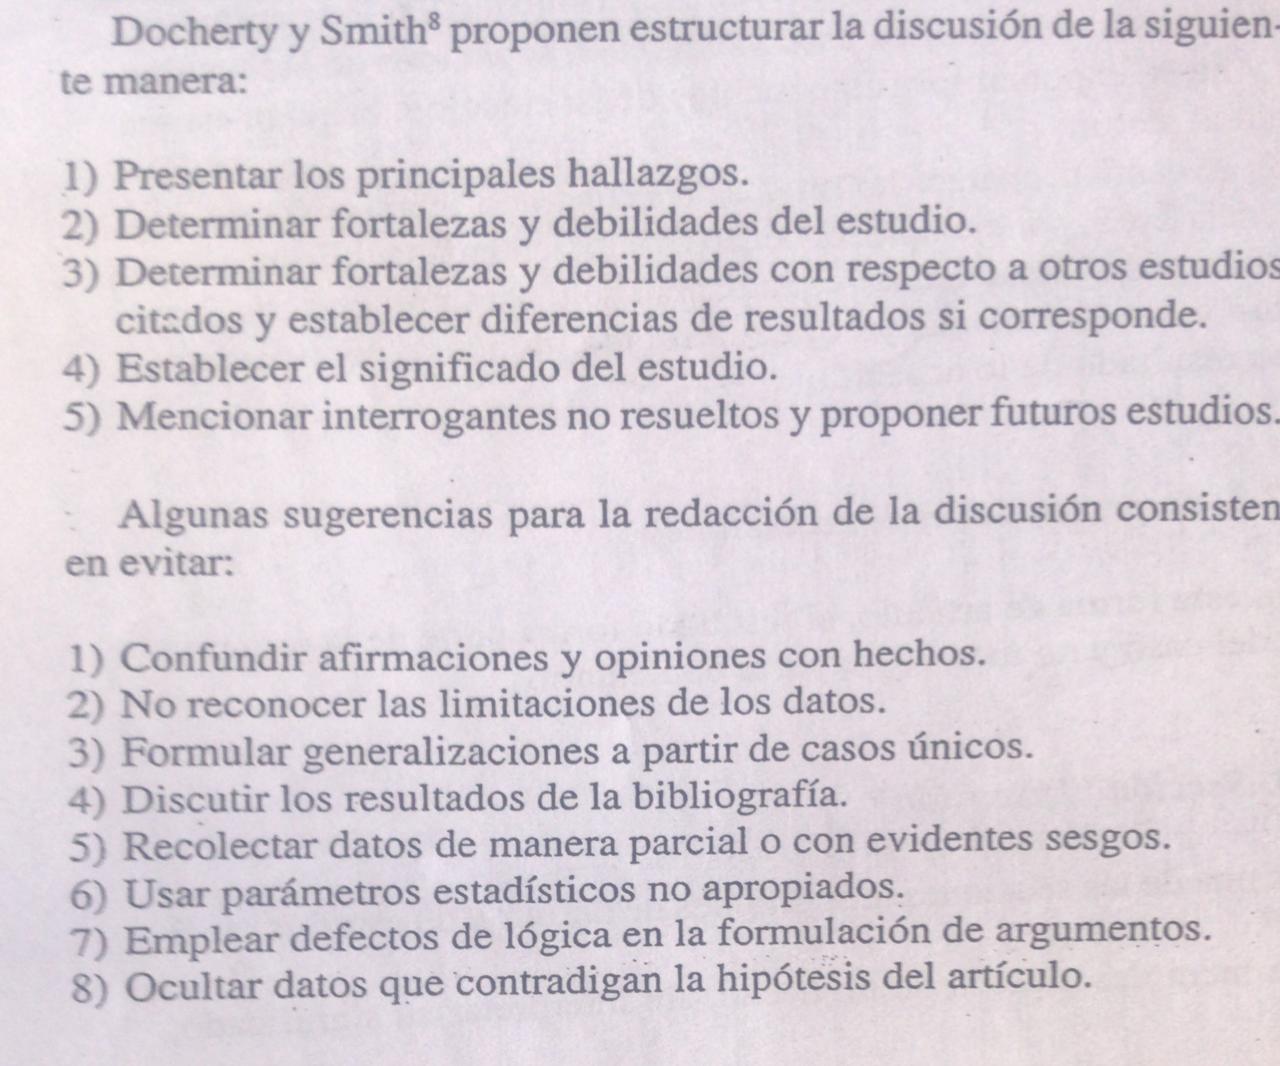 Docherty y Smith⁸ proponen estructurar la discusión de la siguien-
te manera:
1) Presentar los principales hallazgos.
2) Determinar fortalezas y debilidades del estudio.
3) Determinar fortalezas y debilidades con respecto a otros estudios
citados y establecer diferencias de resultados si corresponde.
4) Establecer el significado del estudio.
5) Mencionar interrogantes no resueltos y proponer futuros estudios.
Algunas sugerencias para la redacción de la discusión consisten
en evitar:
1) Confundir afirmaciones y opiniones con hechos.
2) No reconocer las limitaciones de los datos.
3) Formular generalizaciones a partir de casos únicos.
4) Discutir los resultados de la bibliografía.
5) Recolectar datos de manera parcial o con evidentes sesgos.
6) Usar parámetros estadísticos no apropiados.
7) Emplear defectos de lógica en la formulación de argumentos.
8) Ocultar datos que contradigan la hipótesis del artículo.